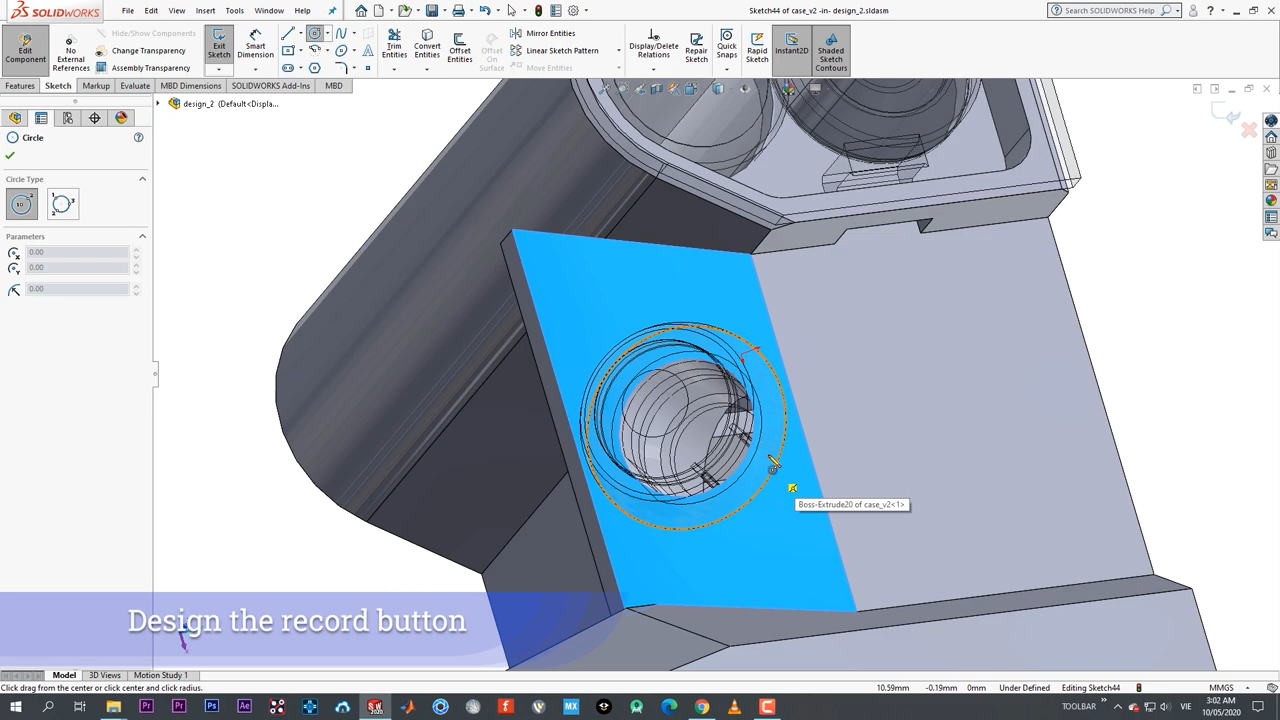 SOLIDWORKS
File Edit View Insert Tools Window Help
Sketch44 of case_v2 -in- design_2.sldasm
Search SOLIDWORKS Help
Edit Component
No External References
Hide/Show Components
Change Transparency
Assembly Transparency
Exit Sketch
Smart Dimension
Trim Entities
Convert Entities
Offset Entities
Offset On Surface
Mirror Entities
Linear Sketch Pattern
Move Entities
Display/Delete Relations
Repair Sketch
Quick Snaps
Rapid Sketch
Instant2D
Shaded Sketch Contours
Features Sketch Markup Evaluate MBD Dimensions SOLIDWORKS Add-Ins MBD
design_2 (Default<Displa...
Circle
Circle Type
Parameters
0.00
0.00
0.00
Boss-Extrude20 of case_v2<1>
Design the record button
Model 3D Views Motion Study 1
Click drag from the center or click center and click radius.
10.59mm -0.19mm 0mm Under Defined Editing Sketch44 MMGS
TOOLBAR
VIE
3:02 AM
10/05/2020